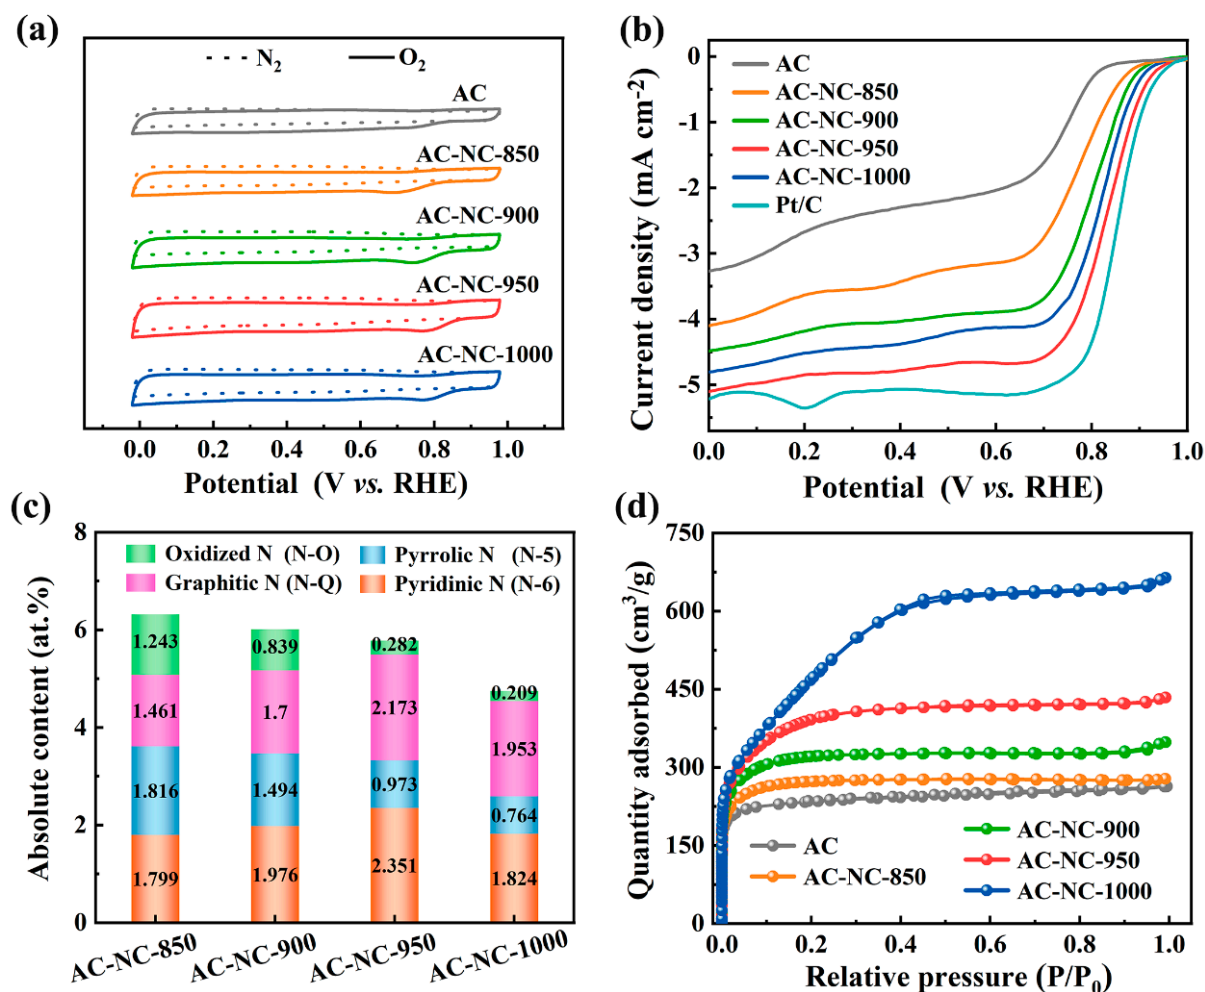 (a)
N2 O2
AC
AC-NC-850
AC-NC-900
AC-NC-950
AC-NC-1000
0.0 0.2 0.4 0.6 0.8 1.0
Potential (V vs. RHE)
(b)
Current density (mA cm-2)
0
-1
-2
-3
-4
-5
AC
AC-NC-850
AC-NC-900
AC-NC-950
AC-NC-1000
Pt/C
0.0 0.2 0.4 0.6 0.8 1.0
Potential (V vs. RHE)
(c)
Absolute content (at.%)
8
6
4
2
0
Oxidized N (N-O) Pyrrolic N (N-5)
Graphitic N (N-Q) Pyridinic N (N-6)
1.243
1.461
1.816
1.799
0.839
1.7
1.494
1.976
0.282
2.173
0.973
2.351
0.209
1.953
0.764
1.824
AC-NC-850 AC-NC-900 AC-NC-950 AC-NC-1000
(d)
Quantity adsorbed (cm3/g)
750
600
450
300
150
0
AC
AC-NC-850
AC-NC-900
AC-NC-950
AC-NC-1000
0.0 0.2 0.4 0.6 0.8 1.0
Relative pressure (P/P0)